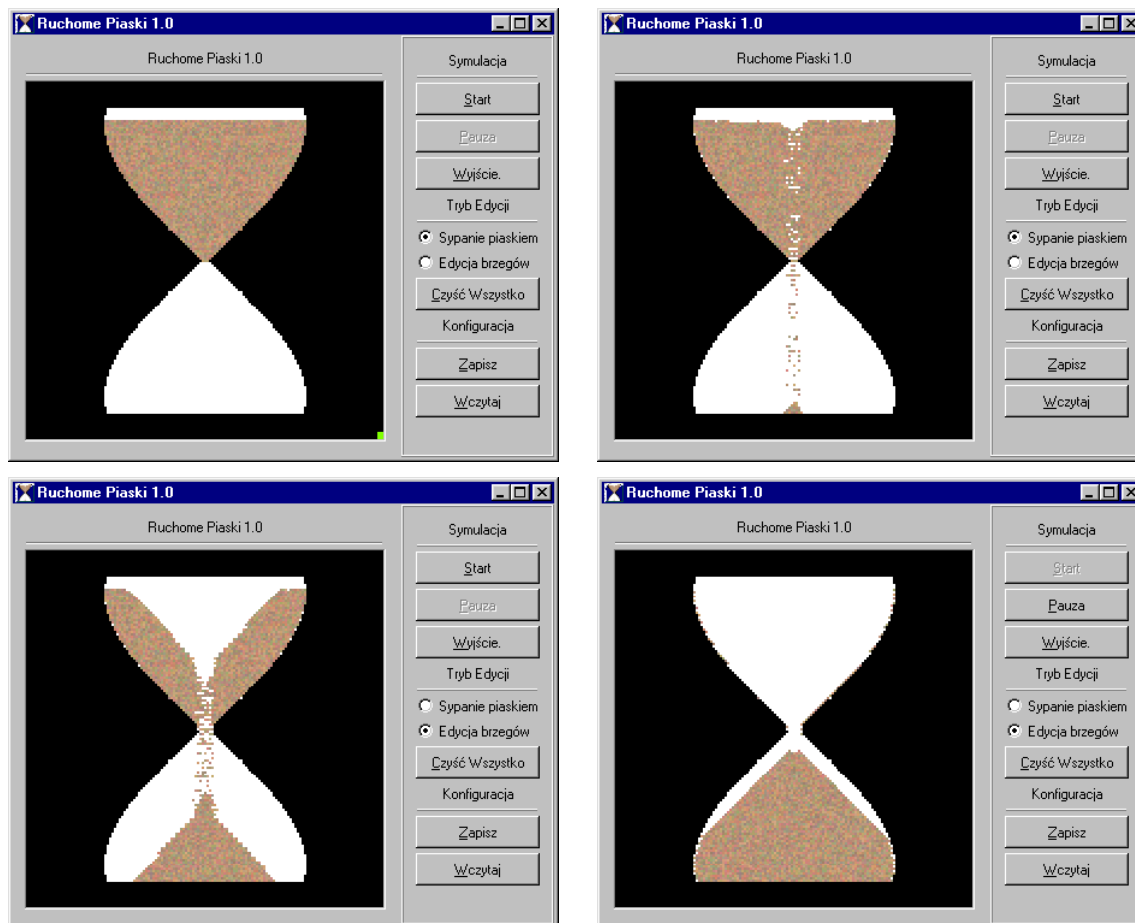 Ruchome Piaski 1.0
Ruchome Piaski 1.0
Symulacja
Start
Pauza
Wyjście.
Tryb Edycji
Sypanie piaskiem
Edycja brzegów
Czyść Wszystko
Konfiguracja
Zapisz
Wczytaj
Ruchome Piaski 1.0
Ruchome Piaski 1.0
Symulacja
Start
Pauza
Wyjście.
Tryb Edycji
Sypanie piaskiem
Edycja brzegów
Czyść Wszystko
Konfiguracja
Zapisz
Wczytaj
Ruchome Piaski 1.0
Ruchome Piaski 1.0
Symulacja
Start
Pauza
Wyjście.
Tryb Edycji
Sypanie piaskiem
Edycja brzegów
Czyść Wszystko
Konfiguracja
Zapisz
Wczytaj
Ruchome Piaski 1.0
Ruchome Piaski 1.0
Symulacja
Start
Pauza
Wyjście.
Tryb Edycji
Sypanie piaskiem
Edycja brzegów
Czyść Wszystko
Konfiguracja
Zapisz
Wczytaj